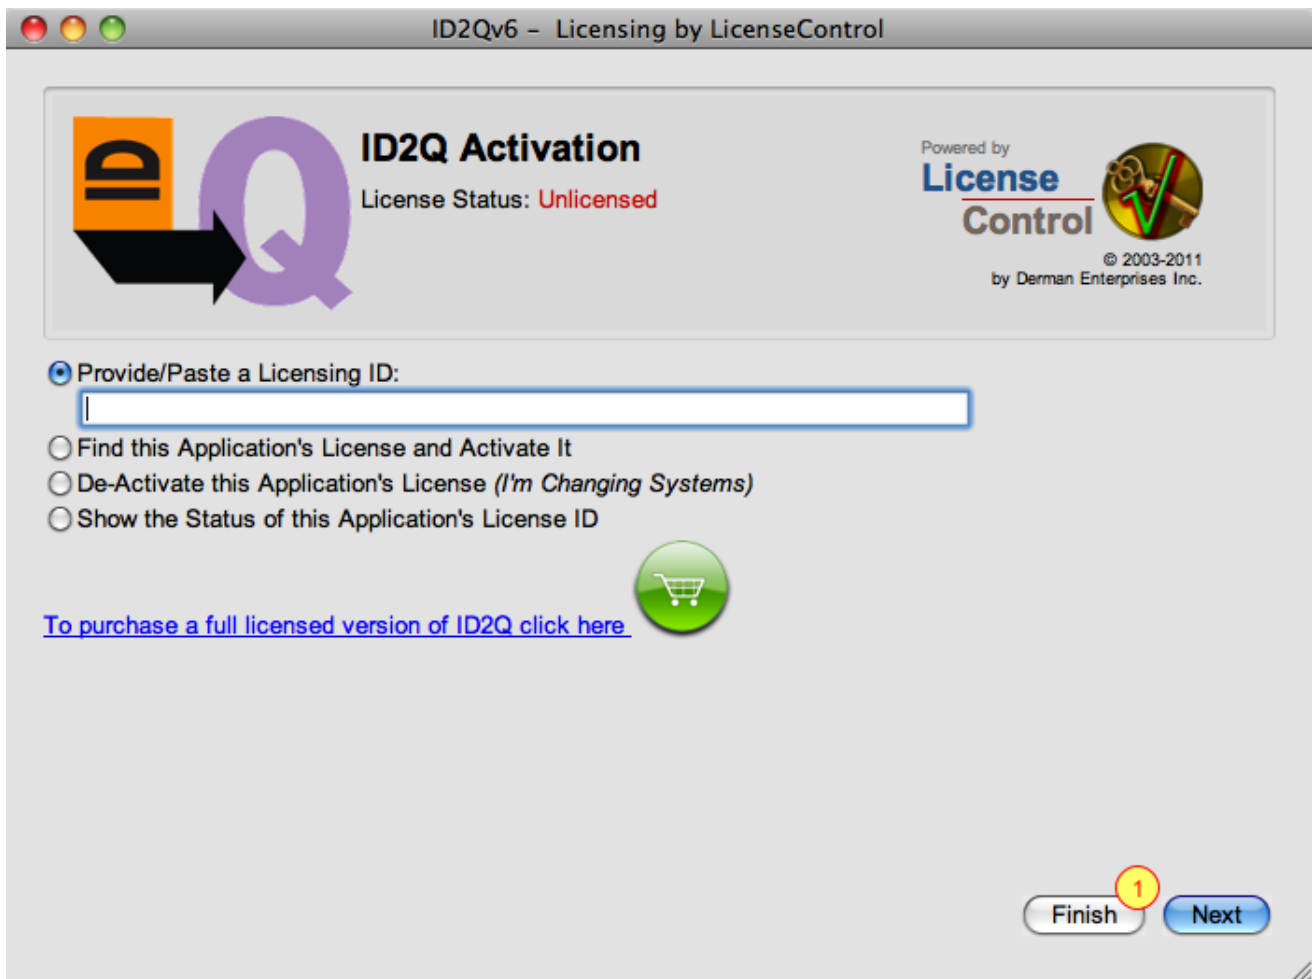 ID2Qv6 – Licensing by LicenseControl
ID
Q
ID2Q Activation
License Status: Unlicensed
Powered by
License
Control
© 2003-2011
by Derman Enterprises Inc.
Provide/Paste a Licensing ID:
Find this Application's License and Activate It
De-Activate this Application's License (I'm Changing Systems)
Show the Status of this Application's License ID
To purchase a full licensed version of ID2Q click here
1
Finish
Next